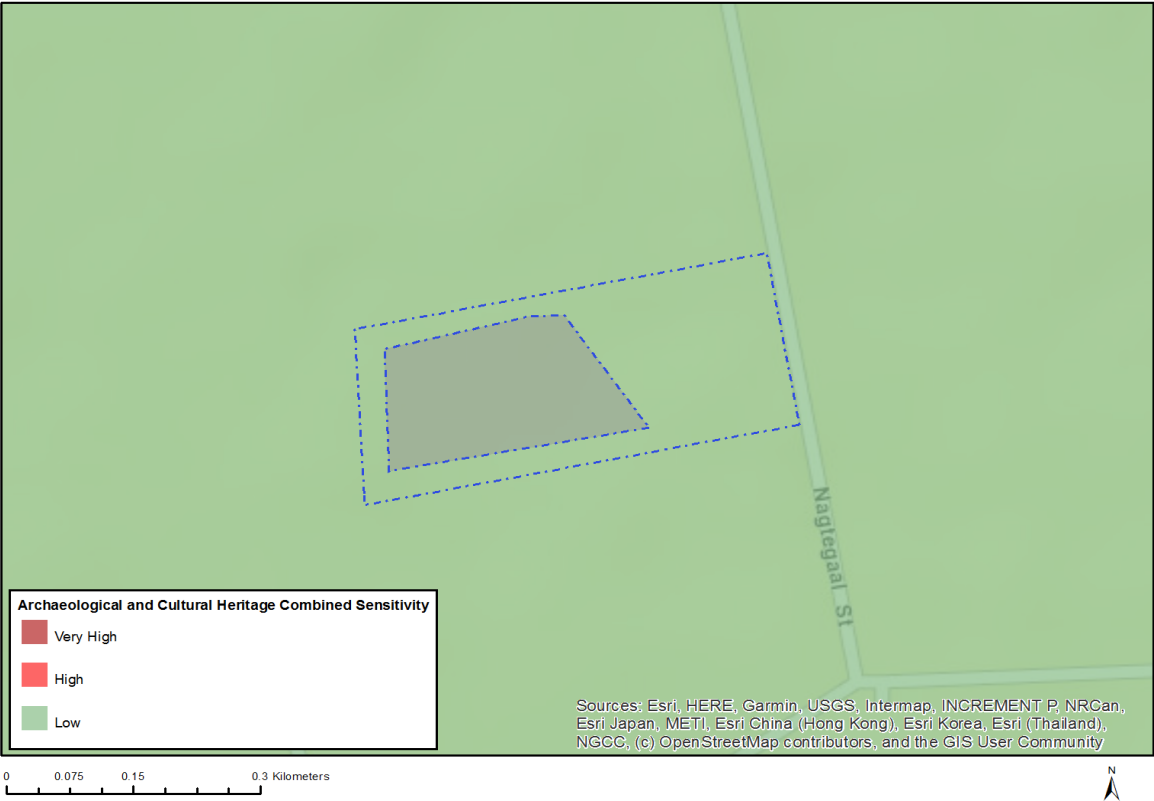 Nagtegaal St
Archaeological and Cultural Heritage Combined Sensitivity
Very High
High
Low
Sources: Esri, HERE, Garmin, USGS, Intermap, INCREMENT P, NRCan,
Esri Japan, METI, Esri China (Hong Kong), Esri Korea, Esri (Thailand),
NGCC, (c) OpenStreetMap contributors, and the GIS User Community
0 0.075 0.15 0.3 Kilometers
N